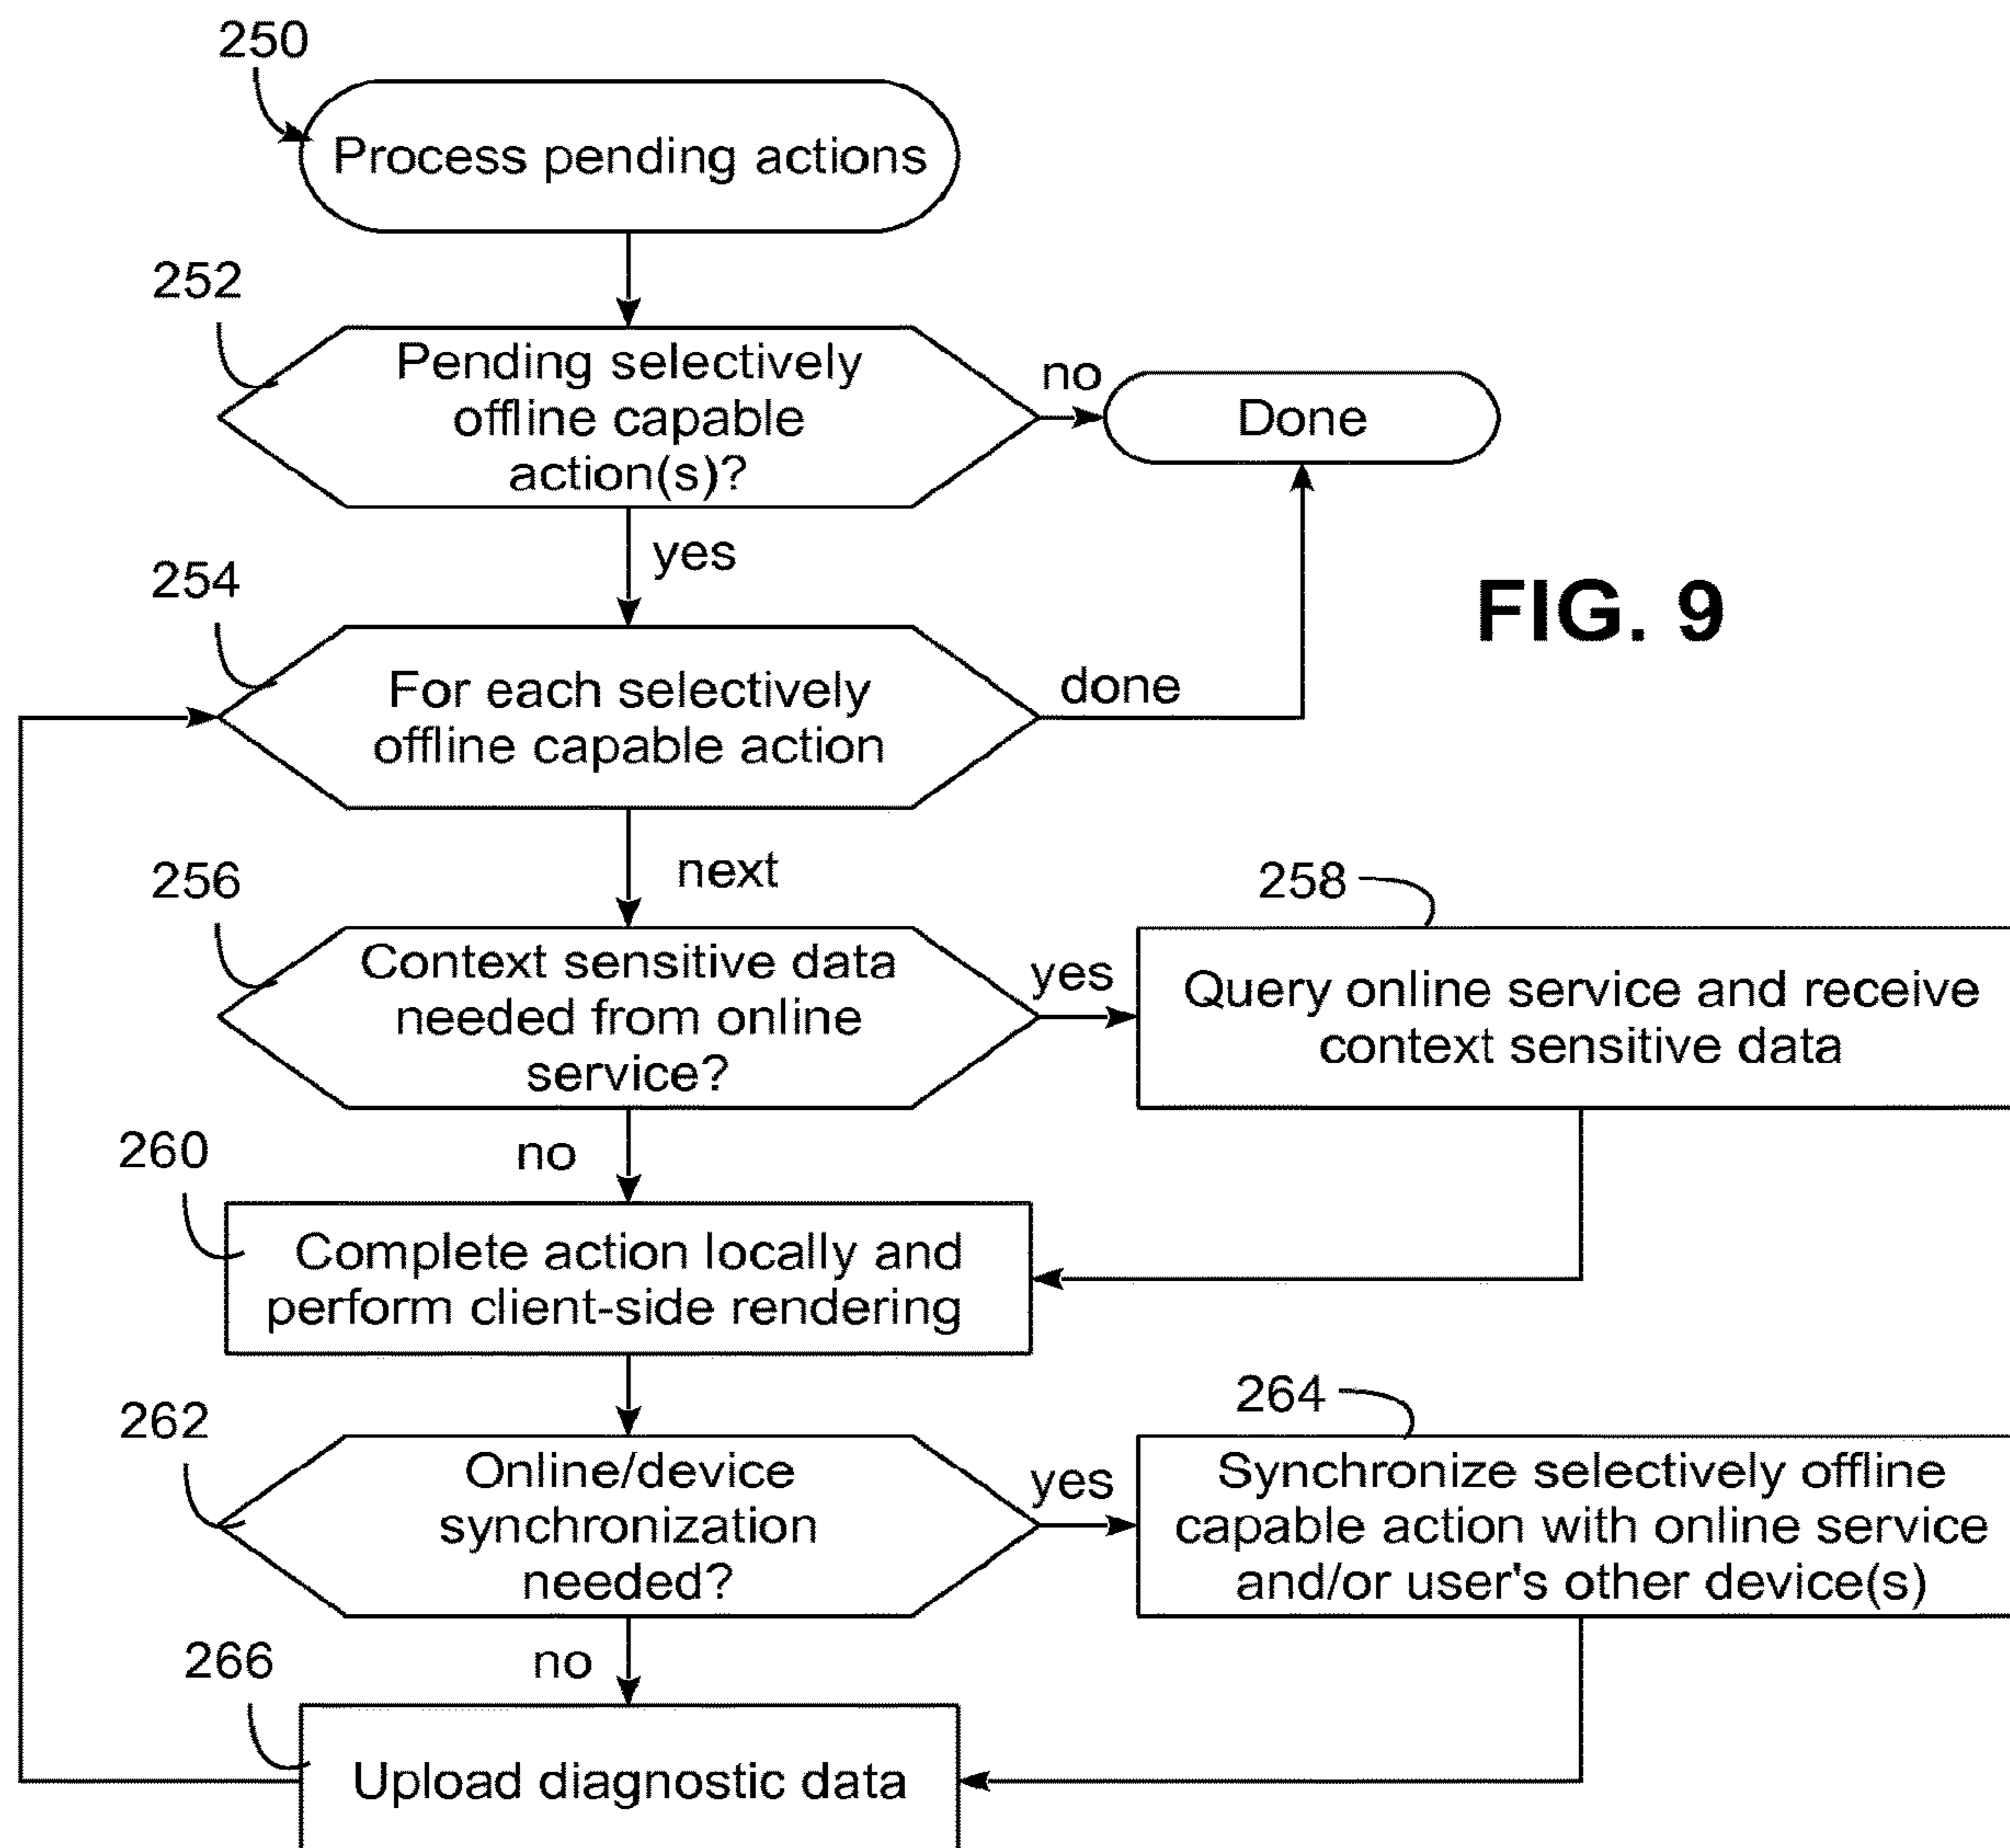 250
Process pending actions
252
Pending selectively
offline capable
action(s)?
no
Done
yes
254
For each selectively
offline capable action
done
FIG. 9
next
256
Context sensitive data
needed from online
service?
yes
258
Query online service and receive
context sensitive data
no
260
Complete action locally and
perform client-side rendering
262
Online/device
synchronization
needed?
yes
264
Synchronize selectively offline
capable action with online service
and/or user's other device(s)
no
266
Upload diagnostic data